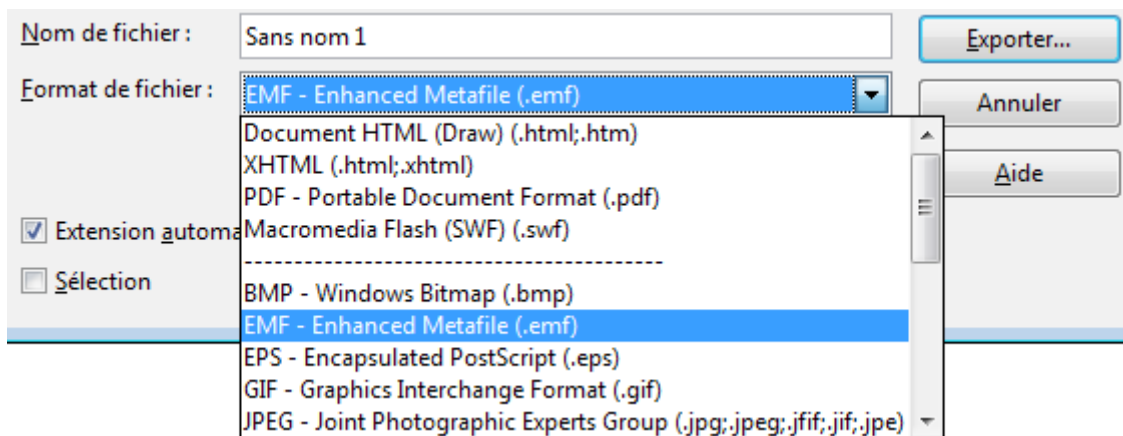 Nom de fichier :
Sans nom 1
Exporter...
Format de fichier :
EMF - Enhanced Metafile (.emf)
Annuler
Document HTML (Draw) (.html;.htm)
XHTML (.html;.xhtml)
Aide
PDF - Portable Document Format (.pdf)
Extension automa
Macromedia Flash (SWF) (.swf)
------------------------------------------
Sélection
BMP - Windows Bitmap (.bmp)
EMF - Enhanced Metafile (.emf)
EPS - Encapsulated PostScript (.eps)
GIF - Graphics Interchange Format (.gif)
JPEG - Joint Photographic Experts Group (.jpg;.jpeg;.jfif;.jif;.jpe)